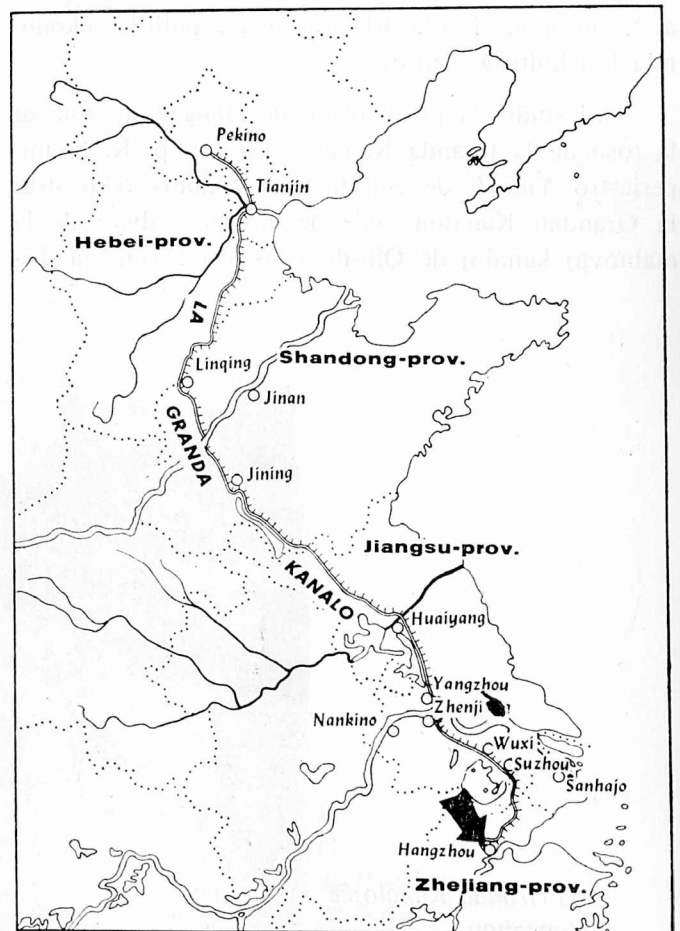 Pekino
Tianjin
Hebei-prov.
LA
Linqing
Shandong-prov.
Jinan
GRANDA
Jining
Jiangsu-prov.
KANALO
Huaiyang
Yangzhou
Zhenji
Nankino
Wuxi
Suzhou
Ŝanhajo
Hangzhou
Zhejiang-prov.